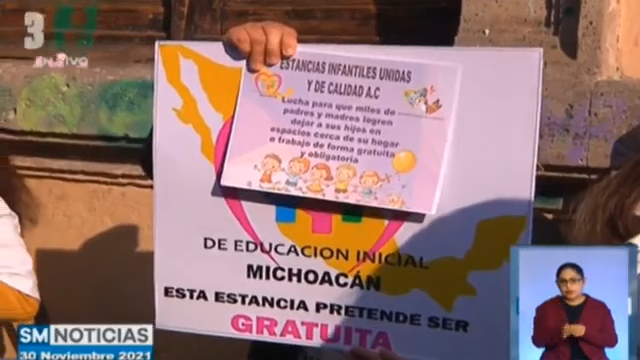 3
EN VIVO
ESTANCIAS INFANTILES UNIDAS
Y DE CALIDAD A.C
Lucha para que miles de
padres y madres logren
dejar a sus hijos en
espacios cerca de su hogar
o trabajo de forma gratuita
y obligatoria
DE EDUCACION INICIAL
MICHOACÁN
ESTA ESTANCIA PRETENDE SER
GRATUITA
SM NOTICIAS
30 Noviembre 2021